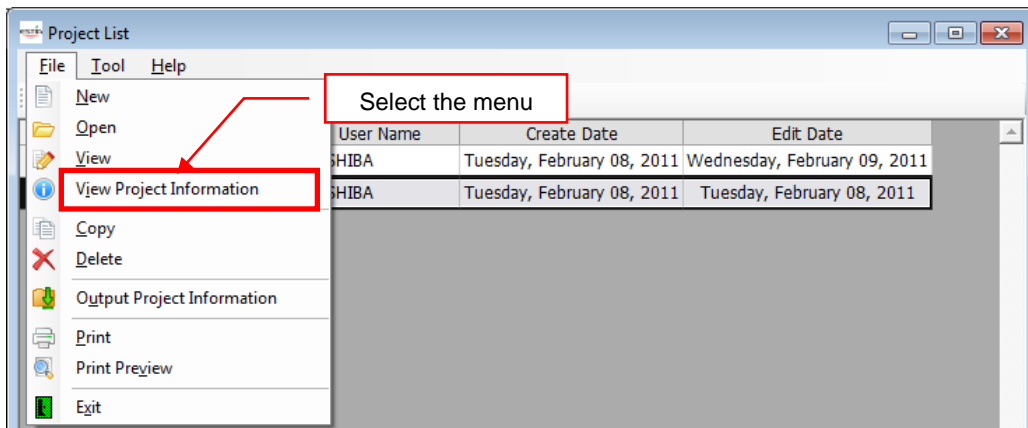 Project List
File Tool Help
New
Select the menu
Open
User Name Create Date Edit Date
View
SHIBA Tuesday, February 08, 2011 Wednesday, February 09, 2011
View Project Information
SHIBA Tuesday, February 08, 2011 Tuesday, February 08, 2011
Copy
Delete
Output Project Information
Print
Print Preview
Exit